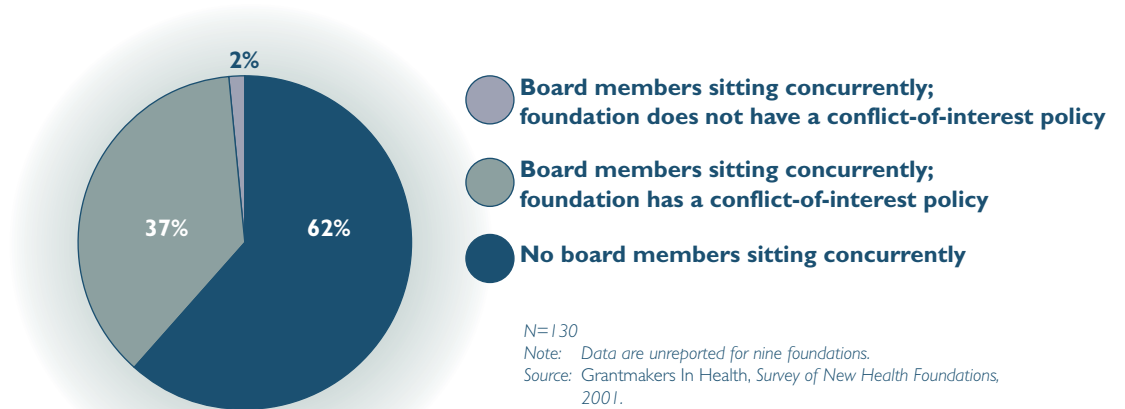 2%
37%
62%
Board members sitting concurrently;
foundation does not have a conflict-of-interest policy
Board members sitting concurrently;
foundation has a conflict-of-interest policy
No board members sitting concurrently
N=130
Note: Data are unreported for nine foundations.
Source: Grantmakers In Health, Survey of New Health Foundations,
2001.